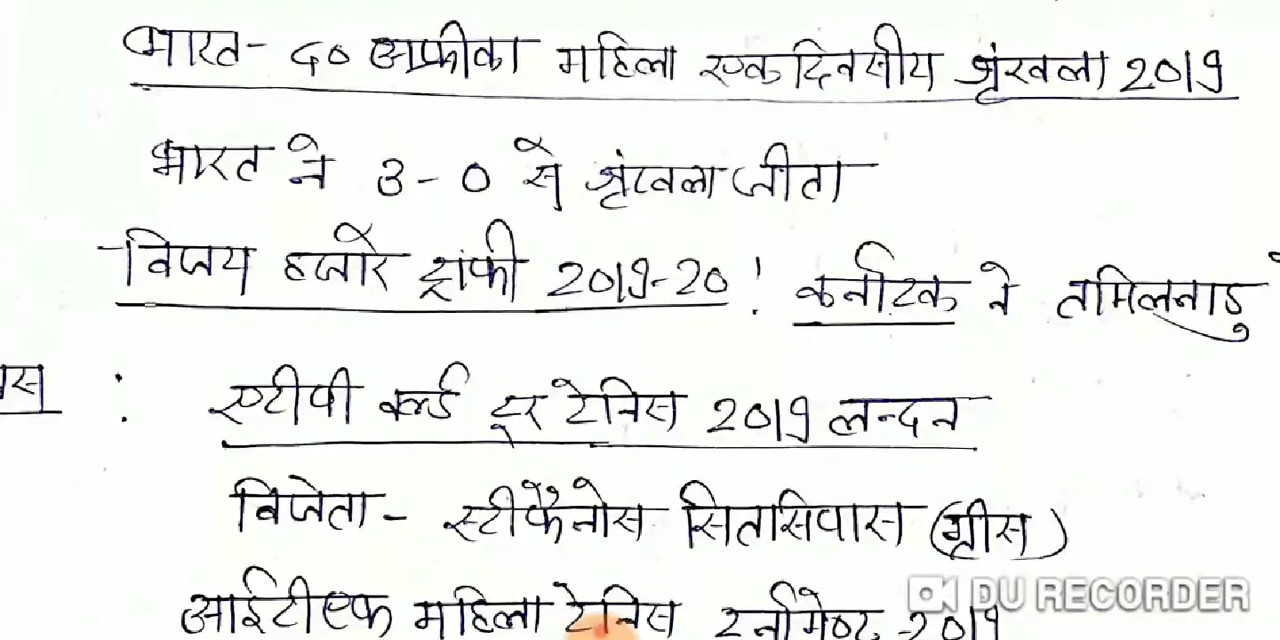 भारत - द० अफ्रीका महिला एकदिवसीय श्रृंखला 2019
भारत ने 3-0 से श्रृंखला जीता
विजय हजारे ट्रॉफी 2019-20! कर्नाटक ने तमिलनाडु
एटीपी वर्ल्ड टूर टेनिस 2019 लन्दन
विजेता - स्टीफैनोस सितसिपास (ग्रीस)
आईटीएफ महिला टेनिस टूर्नामेण्ट - 2019
DU RECORDER